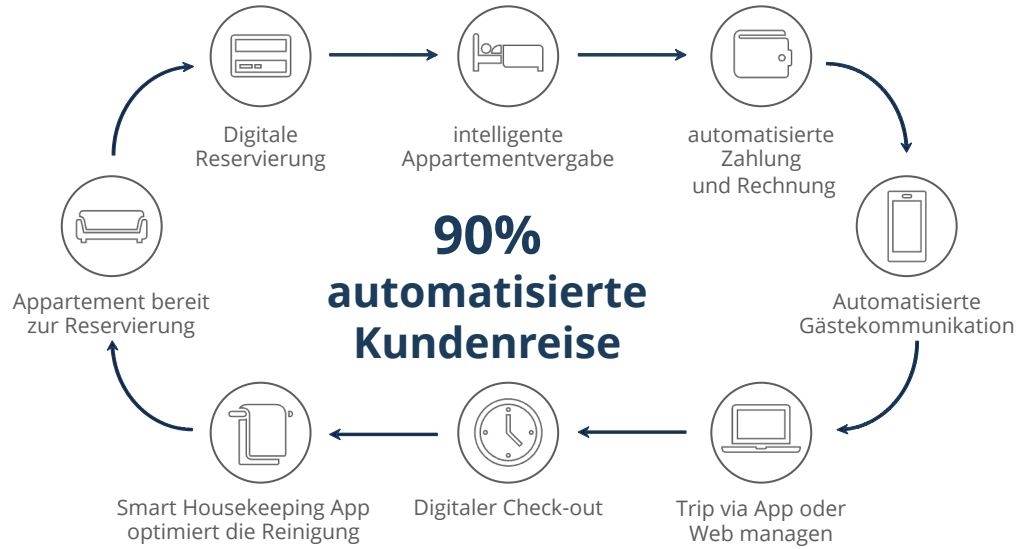 Digitale
Reservierung
intelligente
Appartementvergabe
automatisierte
Zahlung
und Rechnung
90%
automatisierte
Kundenreise
Appartement bereit
zur Reservierung
Automatisierte
Gästekommunikation
Smart Housekeeping App
optimiert die Reinigung
Digitaler Check-out
Trip via App oder
Web managen